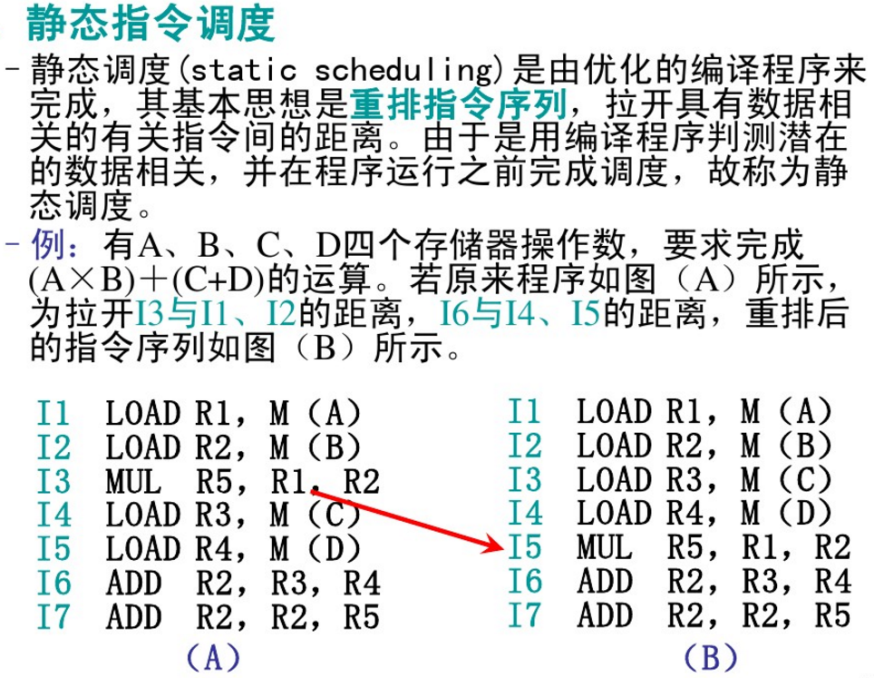 静态指令调度
- 静态调度(static scheduling)是由优化的编译程序来
完成，其基本思想是重排指令序列，拉开具有数据相
关的有关指令间的距离。由于是用编译程序判测潜在
的数据相关，并在程序运行之前完成调度，故称为静
态调度。
- 例：有A、B、C、D四个存储器操作数，要求完成
(A×B)＋(C+D)的运算。若原来程序如图（A）所示，
为拉开I3与I1、I2的距离，I6与I4、I5的距离，重排后
的指令序列如图（B）所示。
I1 LOAD R1，M（A）
I2 LOAD R2，M（B）
I3 MUL R5，R1，R2
I4 LOAD R3，M（C）
I5 LOAD R4，M（D）
I6 ADD R2，R3，R4
I7 ADD R2，R2，R5
（A）
I1 LOAD R1，M（A）
I2 LOAD R2，M（B）
I3 LOAD R3，M（C）
I4 LOAD R4，M（D）
I5 MUL R5，R1，R2
I6 ADD R2，R3，R4
I7 ADD R2，R2，R5
（B）